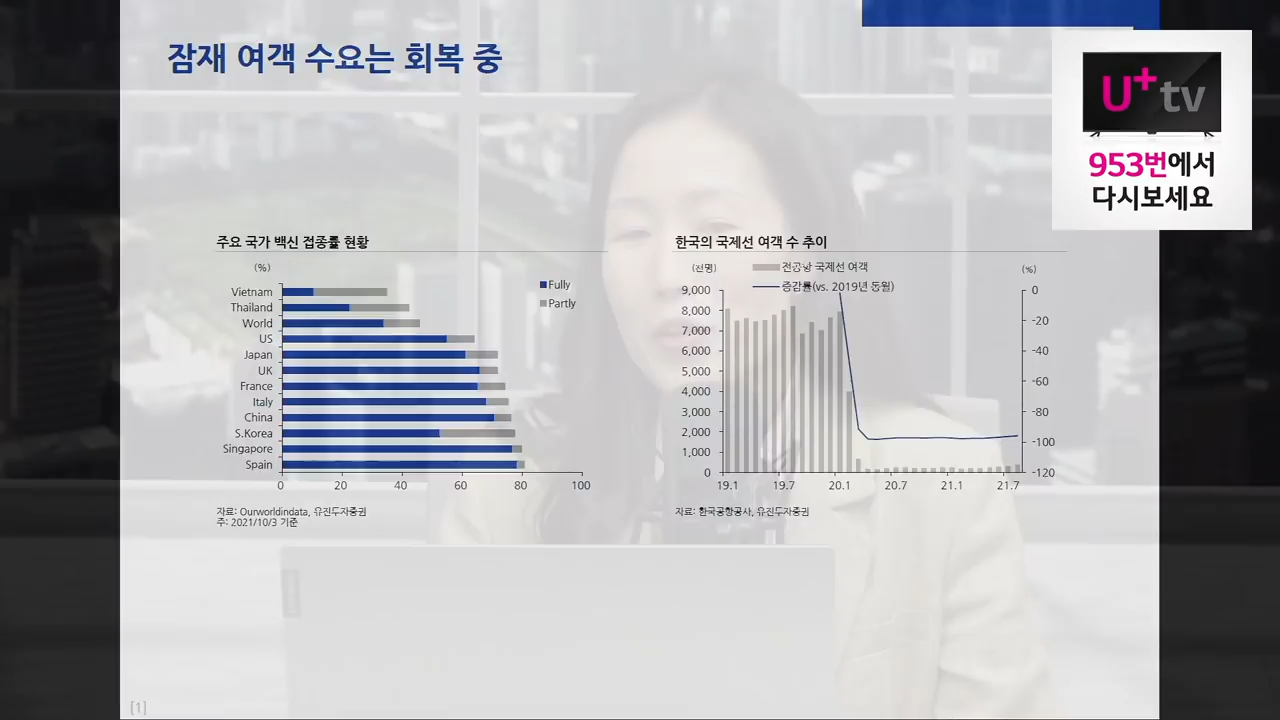 잠재 여객 수요는 회복 중
U+tv
953번에서
다시보세요
주요 국가 백신 접종률 현황
(%)
Fully
Partly
Vietnam
Thailand
World
US
Japan
UK
France
Italy
China
S.Korea
Singapore
Spain
0 20 40 60 80 100
자료: Ourworldindata, 유진투자증권
주: 2021/10/3 기준
한국의 국제선 여객 수 추이
(천명)
전공항 국제선 여객
(%)
증감률(vs. 2019년 동월)
9,000
8,000
7,000
6,000
5,000
4,000
3,000
2,000
1,000
0
0
-20
-40
-60
-80
-100
-120
19.1 19.7 20.1 20.7 21.1 21.7
자료: 한국공항공사, 유진투자증권
[1]